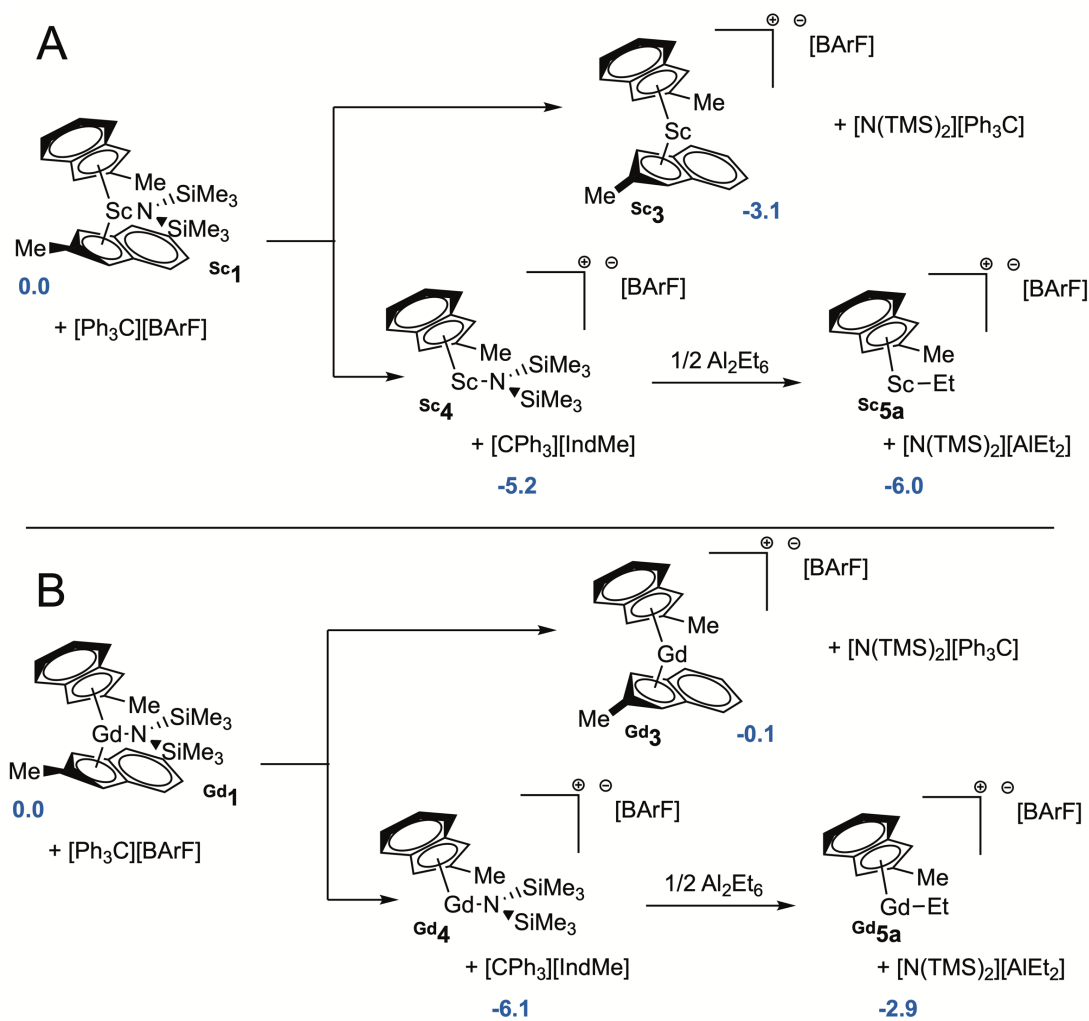 A
⊕ ⊖
[BArF]
Me
Sc
Me
Sc3
-3.1
+ [N(TMS)2][Ph3C]
Me
SiMe3
Sc
N
SiMe3
Me
Sc1
0.0
+ [Ph3C][BArF]
⊕ ⊖
[BArF]
Me
SiMe3
Sc-N
SiMe3
Sc4
+ [CPh3][IndMe]
-5.2
1/2 Al2Et6
⊕ ⊖
[BArF]
Me
Sc-Et
Sc5a
+ [N(TMS)2][AlEt2]
-6.0
B
⊕ ⊖
[BArF]
Me
Gd
Me
Gd3
-0.1
+ [N(TMS)2][Ph3C]
Me
SiMe3
Gd-N
SiMe3
Me
Gd1
0.0
+ [Ph3C][BArF]
⊕ ⊖
[BArF]
Me
SiMe3
Gd-N
SiMe3
Gd4
+ [CPh3][IndMe]
-6.1
1/2 Al2Et6
⊕ ⊖
[BArF]
Me
Gd-Et
Gd5a
+ [N(TMS)2][AlEt2]
-2.9